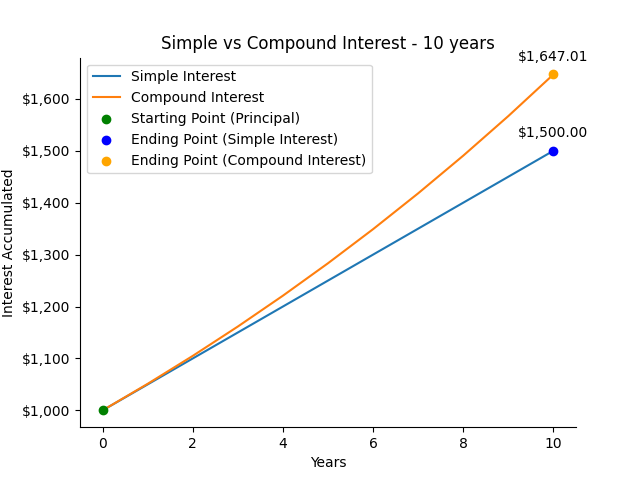 Simple vs Compound Interest - 10 years
$1,647.01
Simple Interest
Compound Interest
Starting Point (Principal)
Ending Point (Simple Interest)
Ending Point (Compound Interest)
$1,500.00
Interest Accumulated
$1,600
$1,500
$1,400
$1,300
$1,200
$1,100
$1,000
0 2 4 6 8 10
Years